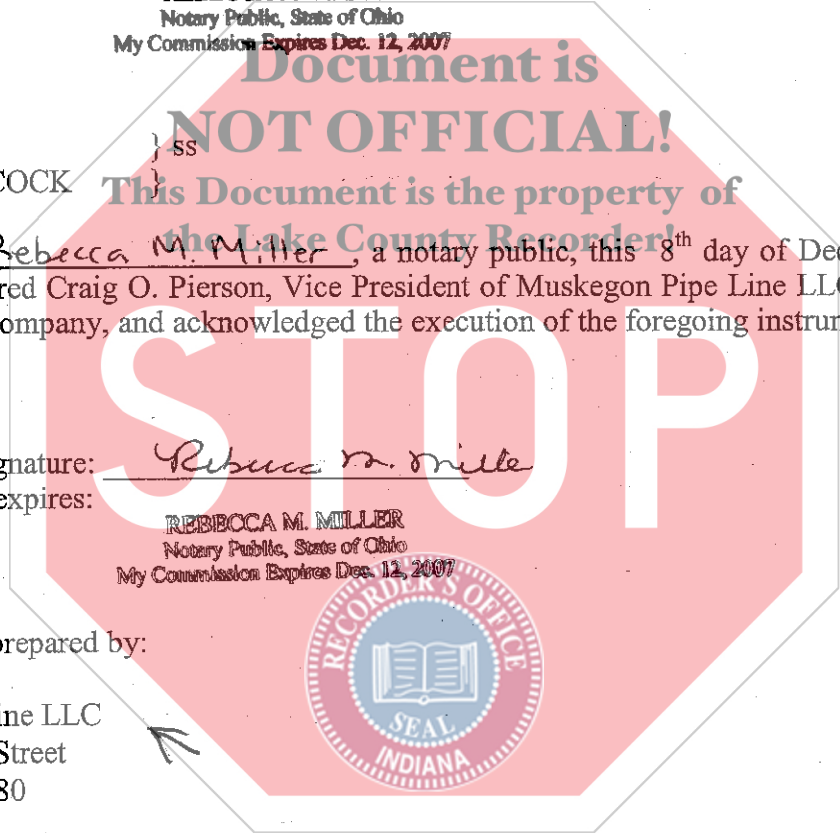 Notary Public, State of Ohio
My Commission Expires Dec. 12, 2007
Document is
NOT OFFICIAL!
} ss
COCK }
This Document is the property of
the Lake County Recorder!
Rebecca M. Miller, a notary public, this 8th day of Dec
red Craig O. Pierson, Vice President of Muskegon Pipe Line LLC
ompany, and acknowledged the execution of the foregoing instrum
STOP
gnature: Rebecca M. Miller
expires:
REBECCA M. MILLER
Notary Public, State of Ohio
My Commission Expires Dec. 12, 2007
RECORDER'S OFFICE
SEAL
INDIANA
prepared by:
ine LLC
Street
80